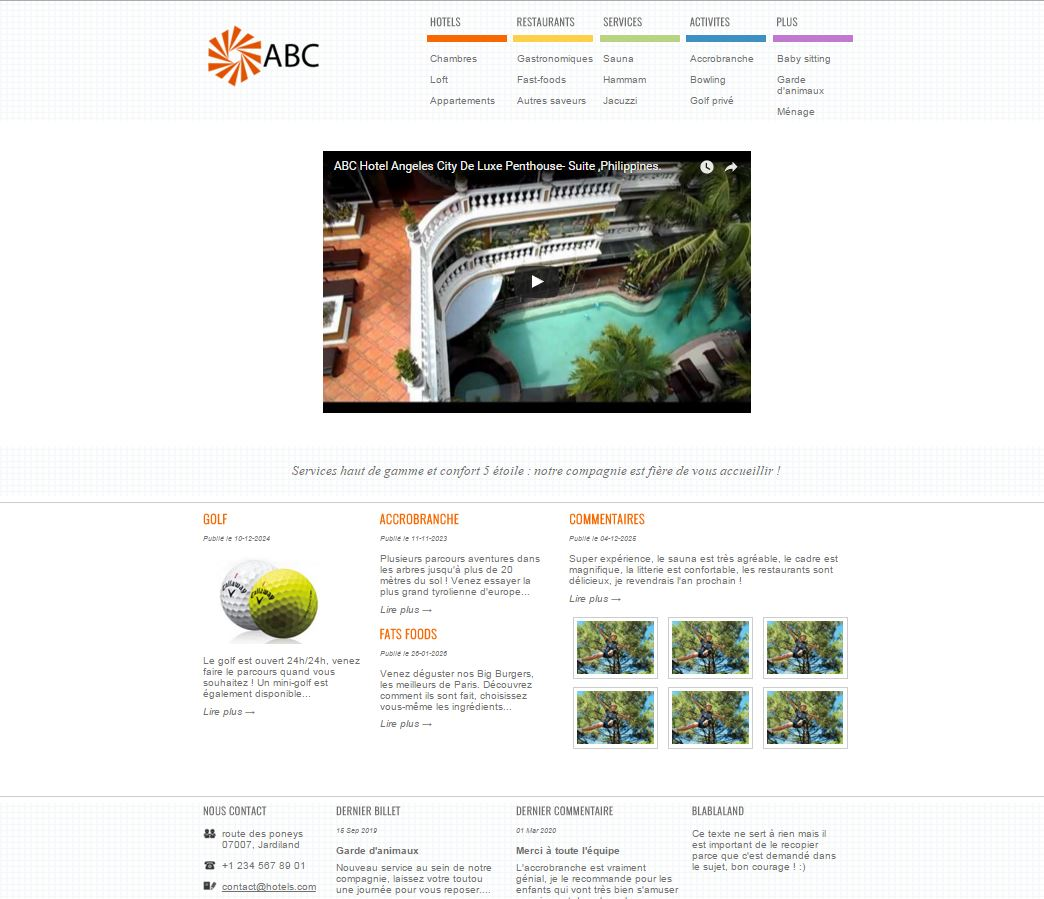 ABC
HOTELS
Chambres
Loft
Appartements
RESTAURANTS
Gastronomiques
Fast-foods
Autres saveurs
SERVICES
Sauna
Hammam
Jacuzzi
ACTIVITES
Accrobranche
Bowling
Golf privé
PLUS
Baby sitting
Garde
d'animaux
Ménage
ABC Hotel Angeles City De Luxe Penthouse- Suite ,Philippines.
Services haut de gamme et confort 5 étoile : notre compagnie est fière de vous accueillir !
GOLF
Publié le 10-12-2024
Callaway
Callaway
Le golf est ouvert 24h/24h, venez
faire le parcours quand vous
souhaitez ! Un mini-golf est
également disponible...
Lire plus →
ACCROBRANCHE
Publié le 11-11-2023
Plusieurs parcours aventures dans
les arbres jusqu'à plus de 20
mètres du sol ! Venez essayer la
plus grand tyrolienne d'europe...
Lire plus →
FATS FOODS
Publié le 26-01-2026
Venez déguster nos Big Burgers,
les meilleurs de Paris. Découvrez
comment ils sont fait, choisissez
vous-même les ingrédients...
Lire plus →
COMMENTAIRES
Publié le 04-12-2025
Super expérience, le sauna est très agréable, le cadre est
magnifique, la litterie est confortable, les restaurants sont
délicieux, je revendrais l'an prochain !
Lire plus →
NOUS CONTACT
route des poneys
07007, Jardiland
+1 234 567 89 01
contact@hotels.com
DERNIER BILLET
15 Sep 2019
Garde d'animaux
Nouveau service au sein de notre
compagnie, laissez votre toutou
une journée pour vous reposer....
DERNIER COMMENTAIRE
01 Mar 2020
Merci à toute l'équipe
L'accrobranche est vraiment
génial, je le recommande pour les
enfants qui vont très bien s'amuser
BLABLALAND
Ce texte ne sert à rien mais il
est important de le recopier
parce que c'est demandé dans
le sujet, bon courage ! :)